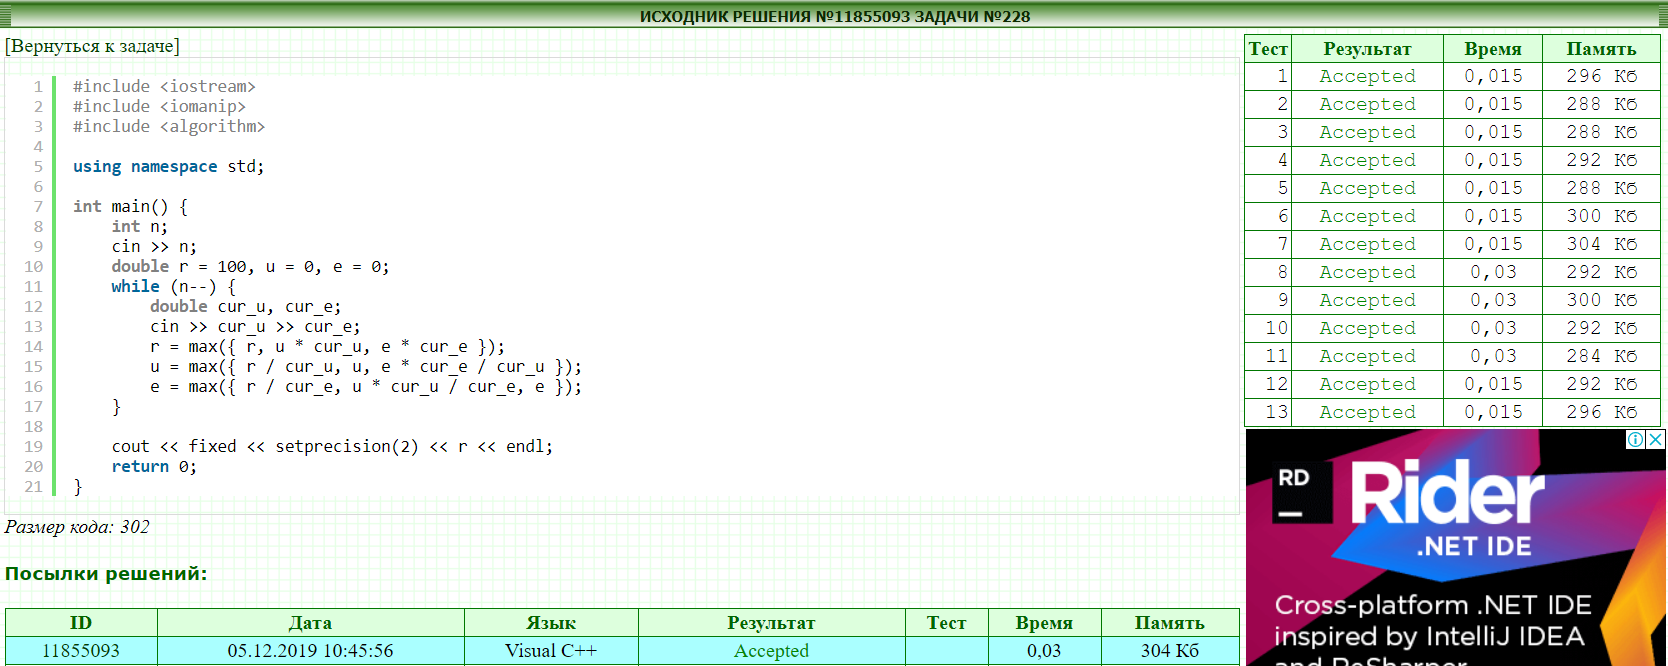 ИСХОДНИК РЕШЕНИЯ №11855093 ЗАДАЧИ №228
[Вернуться к задаче]
1 #include <iostream>
2 #include <iomanip>
3 #include <algorithm>
4
5 using namespace std;
6
7 int main() {
8 int n;
9 cin >> n;
10 double r = 100, u = 0, e = 0;
11 while (n--) {
12 double cur_u, cur_e;
13 cin >> cur_u >> cur_e;
14 r = max({ r, u * cur_u, e * cur_e });
15 u = max({ r / cur_u, u, e * cur_e / cur_u });
16 e = max({ r / cur_e, u * cur_u / cur_e, e });
17 }
18
19 cout << fixed << setprecision(2) << r << endl;
20 return 0;
21 }
Размер кода: 302
Посылки решений:
ID Дата Язык Результат Тест Время Память
11855093 05.12.2019 10:45:56 Visual C++ Accepted 0,03 304 Кб
Тест Результат Время Память
1 Accepted 0,015 296 Кб
2 Accepted 0,015 288 Кб
3 Accepted 0,015 288 Кб
4 Accepted 0,015 292 Кб
5 Accepted 0,015 288 Кб
6 Accepted 0,015 300 Кб
7 Accepted 0,015 304 Кб
8 Accepted 0,03 292 Кб
9 Accepted 0,03 300 Кб
10 Accepted 0,03 292 Кб
11 Accepted 0,03 284 Кб
12 Accepted 0,015 292 Кб
13 Accepted 0,015 296 Кб
RD
Rider
.NET IDE
Cross-platform .NET IDE
inspired by IntelliJ IDEA
and ReSharper